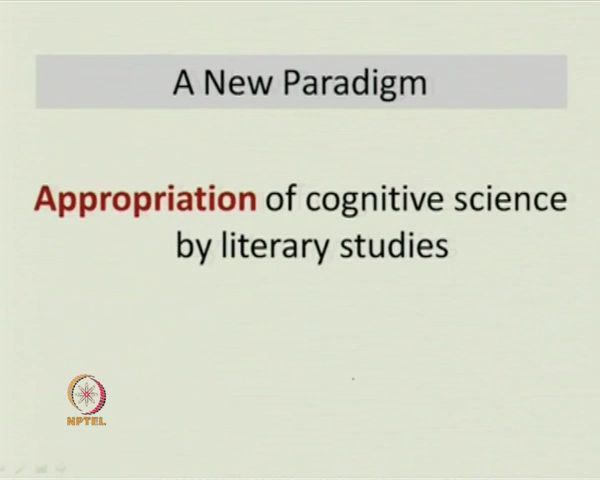 A New Paradigm
Appropriation of cognitive science
by literary studies
NPTEL